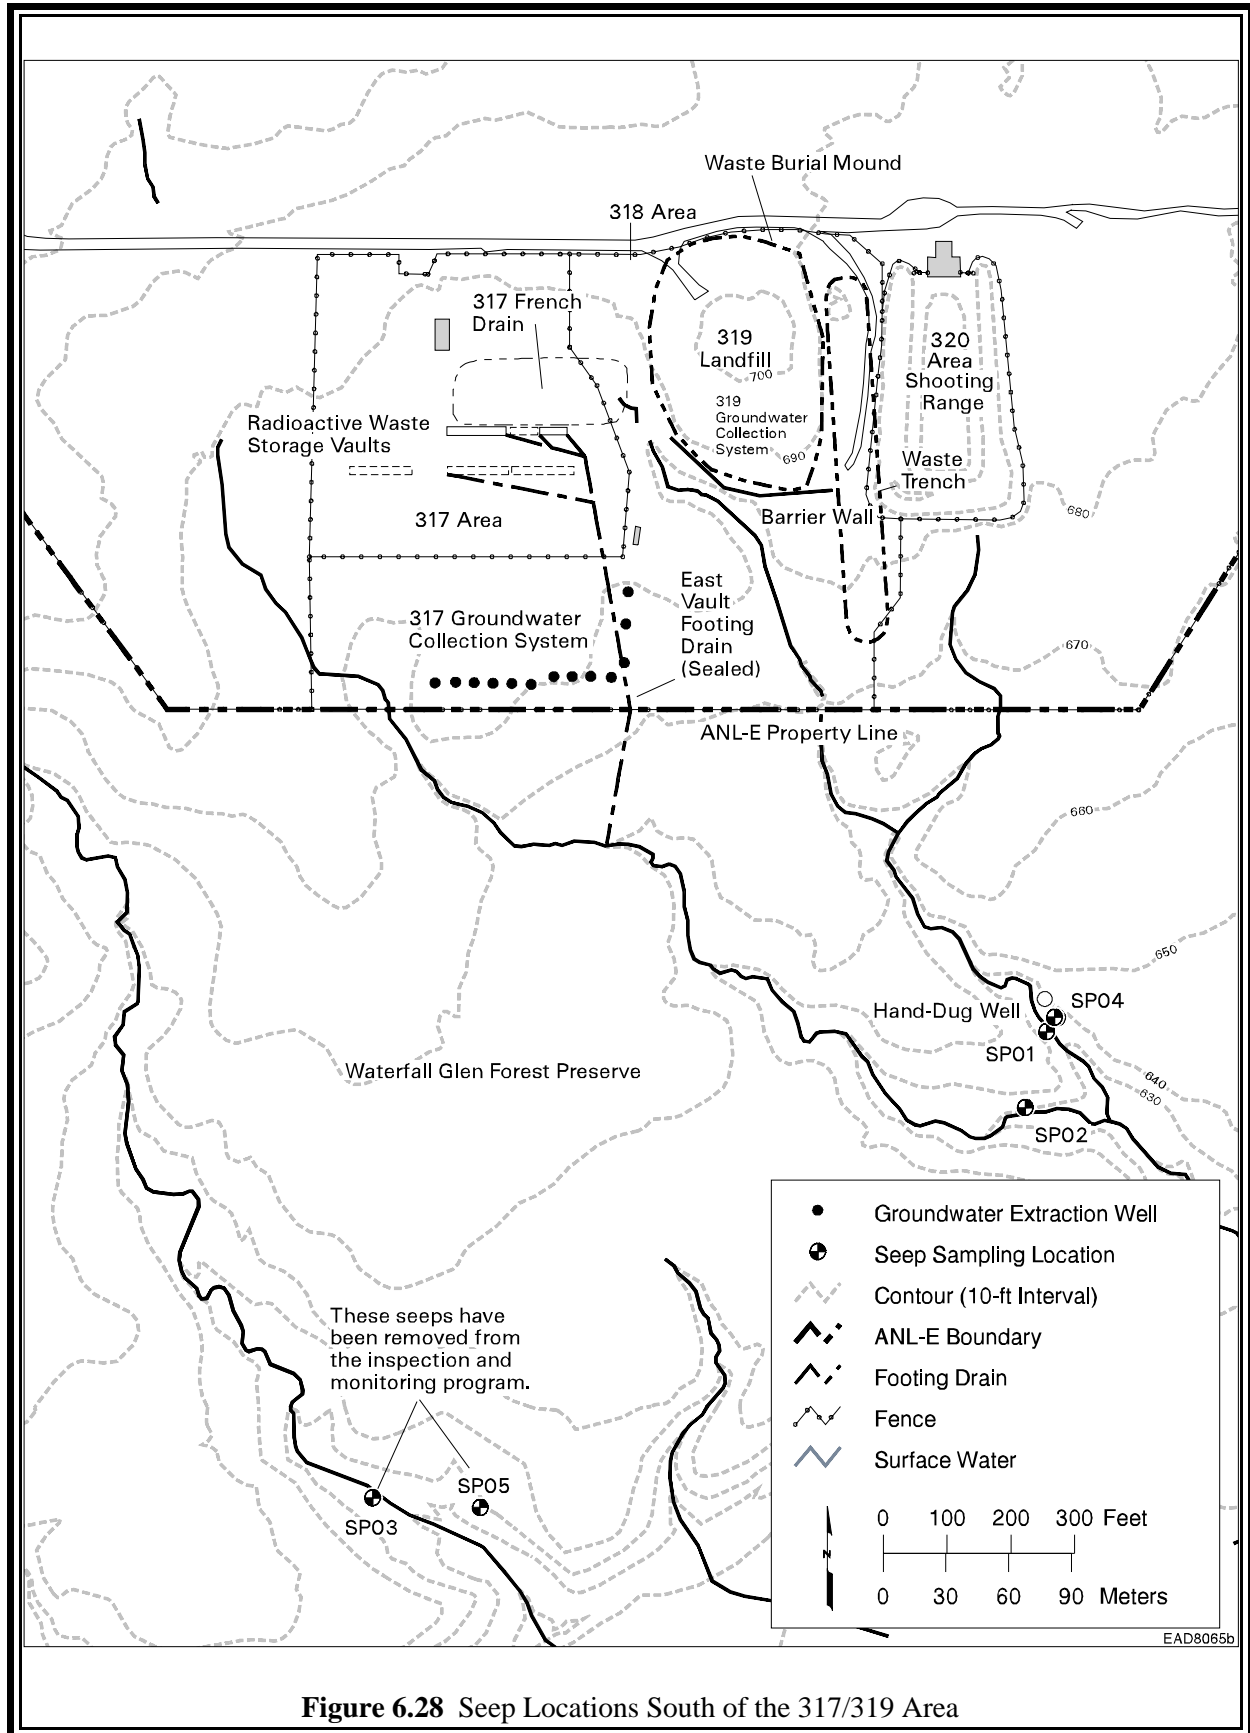 Waste Burial Mound
318 Area
317 French
Drain
319
Landfill
700
319
Groundwater
Collection
System
690
320
Area
Shooting
Range
Radioactive Waste
Storage Vaults
Waste
Trench
317 Area
Barrier Wall
680
East
Vault
Footing
Drain
(Sealed)
317 Groundwater
Collection System
670
ANL-E Property Line
660
650
Hand-Dug Well
SP04
SP01
640
630
Waterfall Glen Forest Preserve
SP02
Groundwater Extraction Well
Seep Sampling Location
Contour (10-ft Interval)
ANL-E Boundary
Footing Drain
Fence
Surface Water
0 100 200 300 Feet
N
0 30 60 90 Meters
These seeps have
been removed from
the inspection and
monitoring program.
SP05
SP03
EAD8065b
Figure 6.28 Seep Locations South of the 317/319 Area